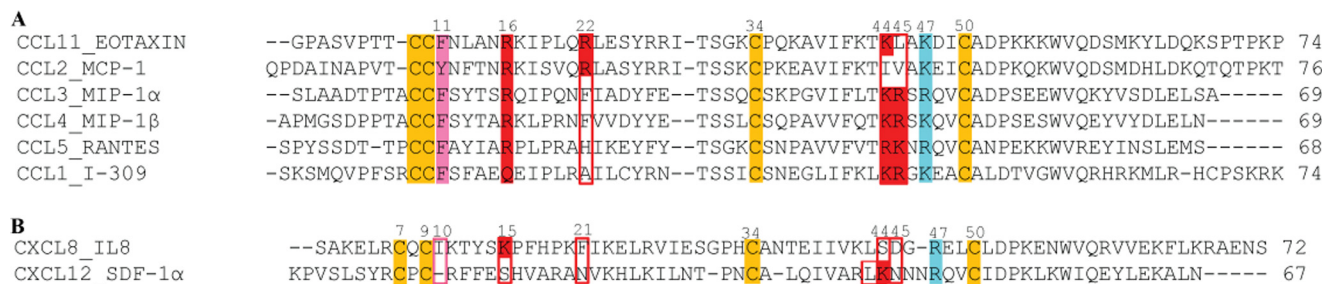 A
11 16 22 34 44 45 47 50
CCL11_EOTAXIN --GPASVPTT-CCFNLANRKIPLQRLESYRRI-TSGKCPQKAVIFKTKLAKDICADPKKKWVQDSMKYLDQKSPTPKP 74
CCL2_MCP-1 QPDAINAPVT-CCYNFTNRKISVQRLASYRRI-TSSKCPKEAVIFKTIVAKEICADPKQKWVQDSMDHLDKQTQTPKT 76
CCL3_MIP-1α --SLAADTPTACCFSYTSRQIPQNFIADYFE--TSSQCSKPGVIFLTKRSRQVCADPSEEWVQKYVSDLELSA----- 69
CCL4_MIP-1β -APMGSDPPTACCFSYTARKLPRNFVVDYYE--TSSLCSQPAVVFQTKRSKQVCADPSESWVQEYVYDLELN------ 69
CCL5_RANTES -SPYSSDT-TPCCFAYIARPLPRAHIKEYFY--TSGKCSNPAVVFVTRKNRQVCANPEKKWVREYINSLEMS------ 68
CCL1_I-309 -SKSMQVPFSRCCFSFAEQEIPLRAILCYRN--TSSICSNEGLIFKLKRGKEACALDTVGWVQRHRKMLR-HCPSKRK 74
B
7 9 10 15 21 34 44 45 47 50
CXCL8_IL8 --SAKELRCQCIKTYSKPFHPKFIKELRVIESGPHCANTEIIVKLSDG-RELCLDPKENWVQRVVEKFLKRAENS 72
CXCL12 SDF-1α KPVSLSYRCPC-RFFESHVARANVKHLKILNT-PNCA-LQIVARLKNNNRQVCIDPKLKWIQEYLEKALN----- 67